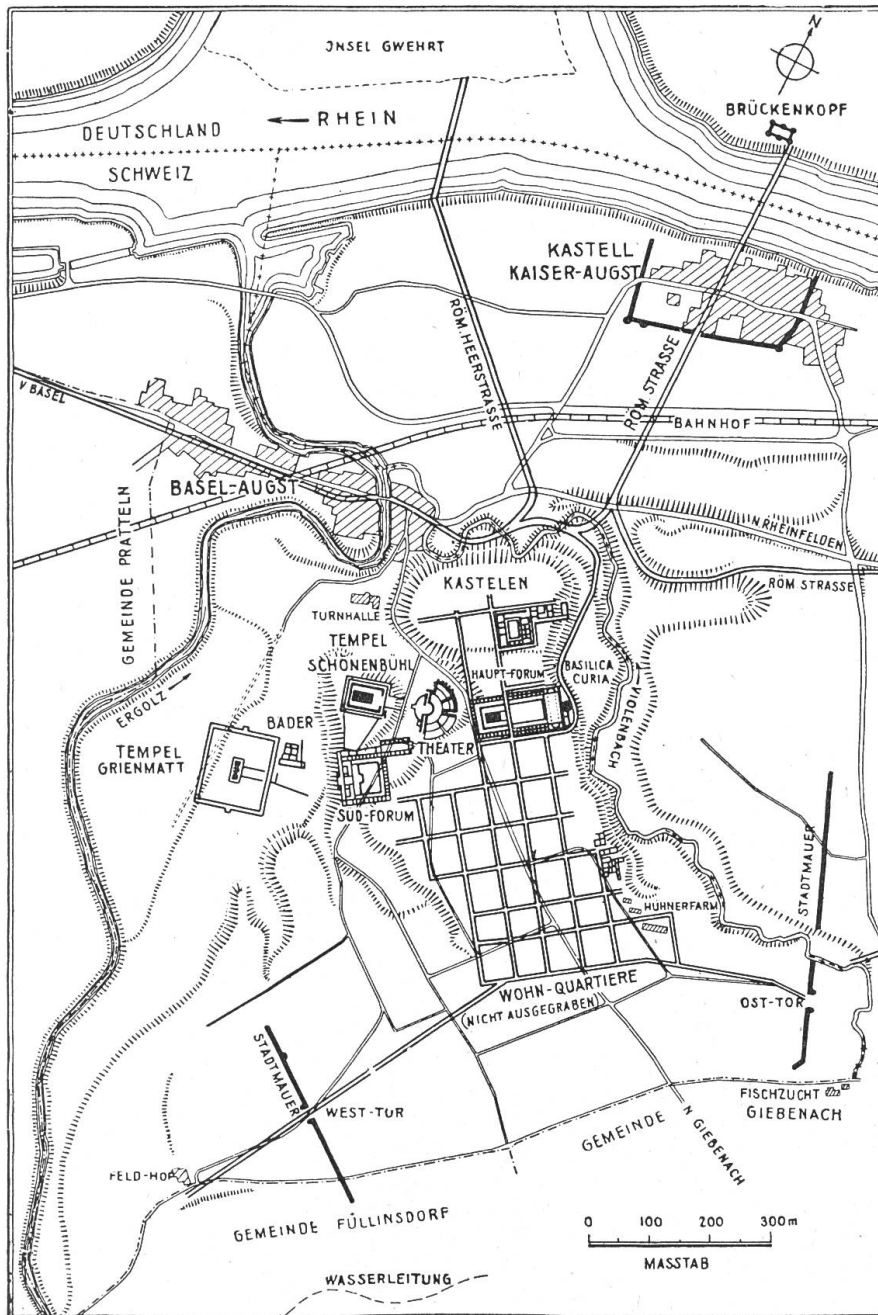 INSEL GWEHRT
N
BRÜCKENKOPF
DEUTSCHLAND
RHEIN
SCHWEIZ
KASTELL
KAISER-AUGST
RÖM. HEERSTRASSE
RÖM. STRASSE
BAHNHOF
V BASEL
BASEL-AUGST
GEMEINDE PRATTELN
N. RHEINFELDEN
RÖM STRASSE
KASTELEN
TURNHALLE
TEMPEL
SCHÖNENBÜHL
HAUPT-FORUM
BASILICA
CURIA
VIOLENBACH
ERGOLZ
BÄDER
THEATER
TEMPEL
GRIENMATT
SÜD-FORUM
STADTMAUER
HÜHNERFARM
WOHN-QUARTIERE
(NICHT AUSGEGRABEN)
OST-TOR
STADTMAUER
WEST-TOR
FISCHZUCHT
GIEBENACH
GEMEINDE
N GIEBENACH
FELD-HOF
GEMEINDE FÜLLINSDORF
0 100 200 300 m
MASSTAB
WASSERLEITUNG